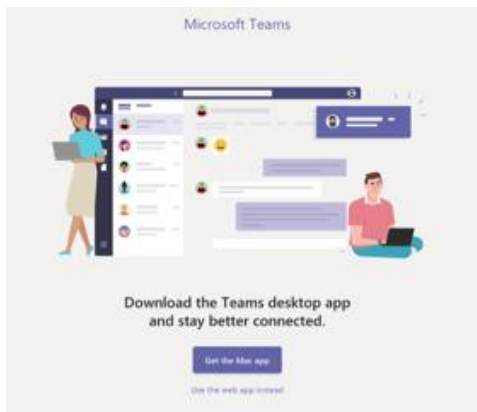 Microsoft Teams
Download the Teams desktop app
and stay better connected.
Get the Mac app
Use the web app instead